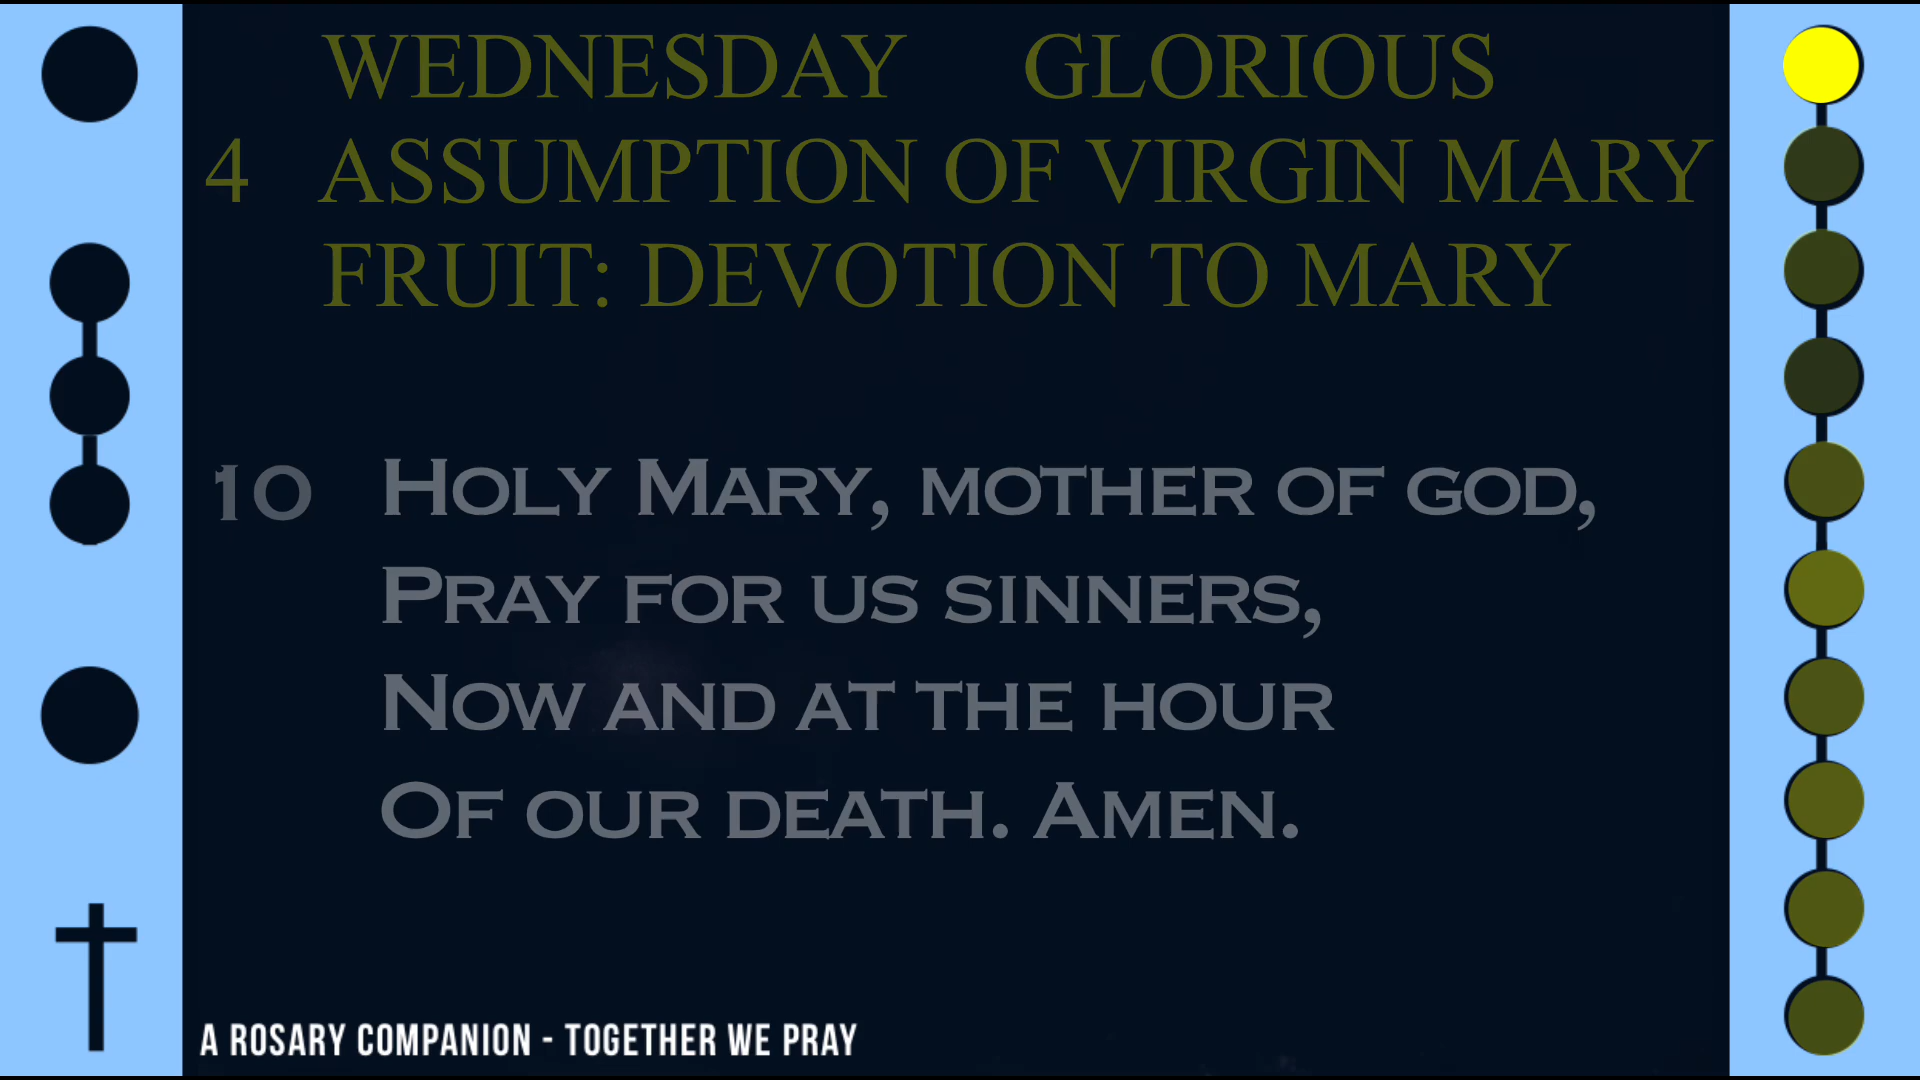 WEDNESDAY GLORIOUS
4 ASSUMPTION OF VIRGIN MARY
FRUIT: DEVOTION TO MARY
10 HOLY MARY, MOTHER OF GOD,
PRAY FOR US SINNERS,
NOW AND AT THE HOUR
OF OUR DEATH. AMEN.
A ROSARY COMPANION - TOGETHER WE PRAY